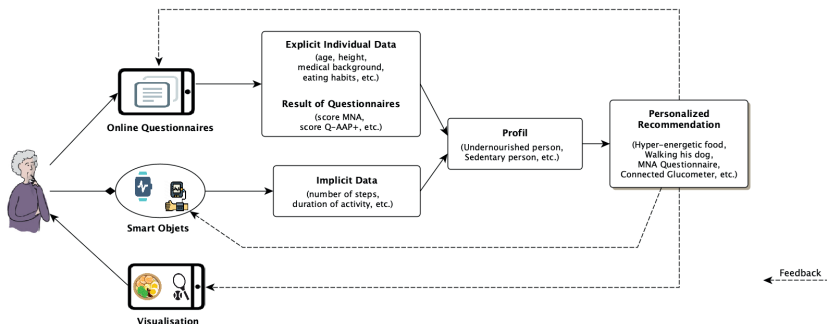 Online Questionnaires
Explicit Individual Data
(age, height,
medical background,
eating habits, etc.)
Result of Questionnaires
(score MNA,
score Q-AAP+, etc.)
Smart Objets
Implicit Data
(number of steps,
duration of activity, etc.)
Profil
(Undernourished person,
Sedentary person, etc.)
Personalized
Recommendation
(Hyper-energetic food,
Walking his dog,
MNA Questionnaire,
Connected Glucometer, etc.)
Visualisation
Feedback